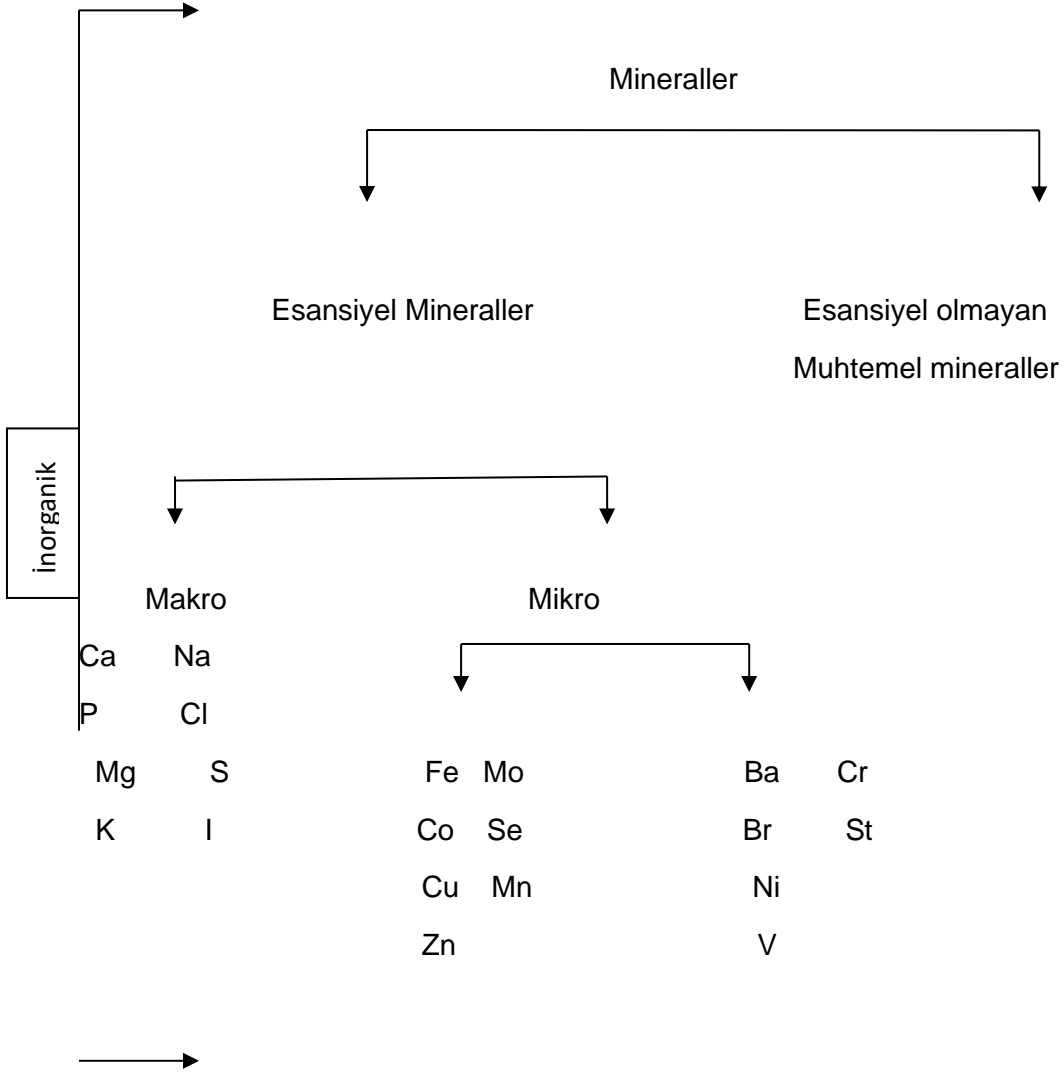 Mineraller
Esansiyel Mineraller Esansiyel olmayan
Muhtemel mineraller
inorganik
Makro Mikro
Ca Na
P Cl
Mg S Fe Mo Ba Cr
K I Co Se Br St
Cu Mn Ni
Zn V